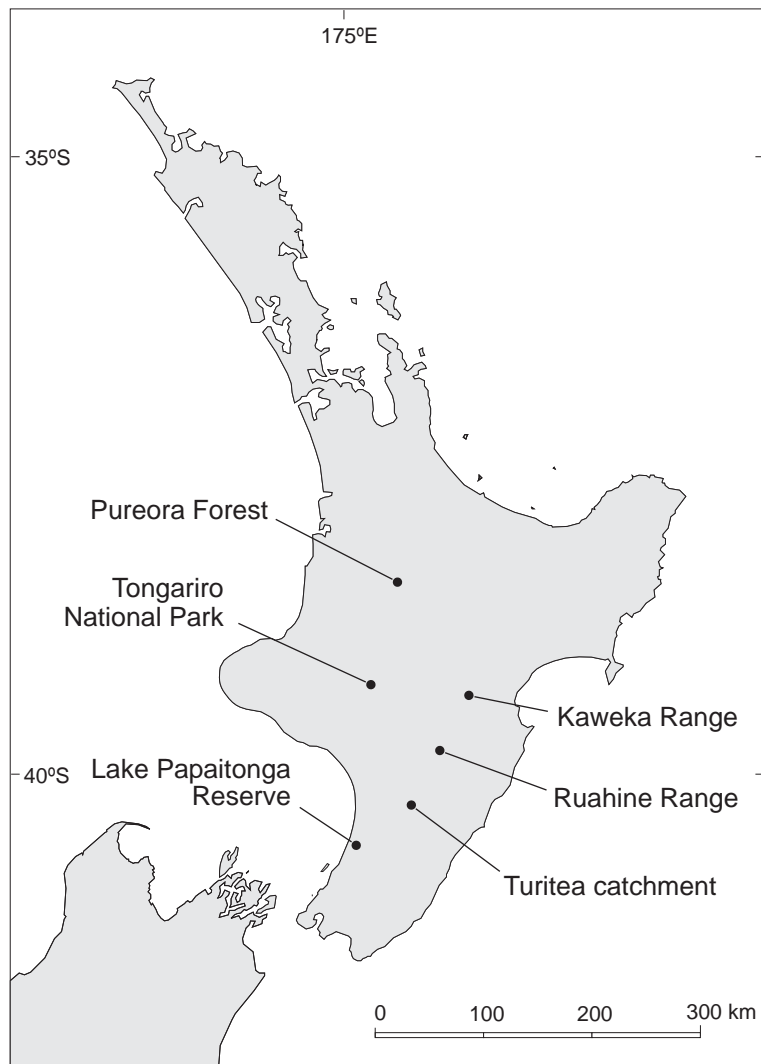 175ºE
35ºS
Pureora Forest
Tongariro
National Park
Kaweka Range
40ºS
Lake Papaitonga
Reserve
Ruahine Range
Turitea catchment
0 100 200 300 km